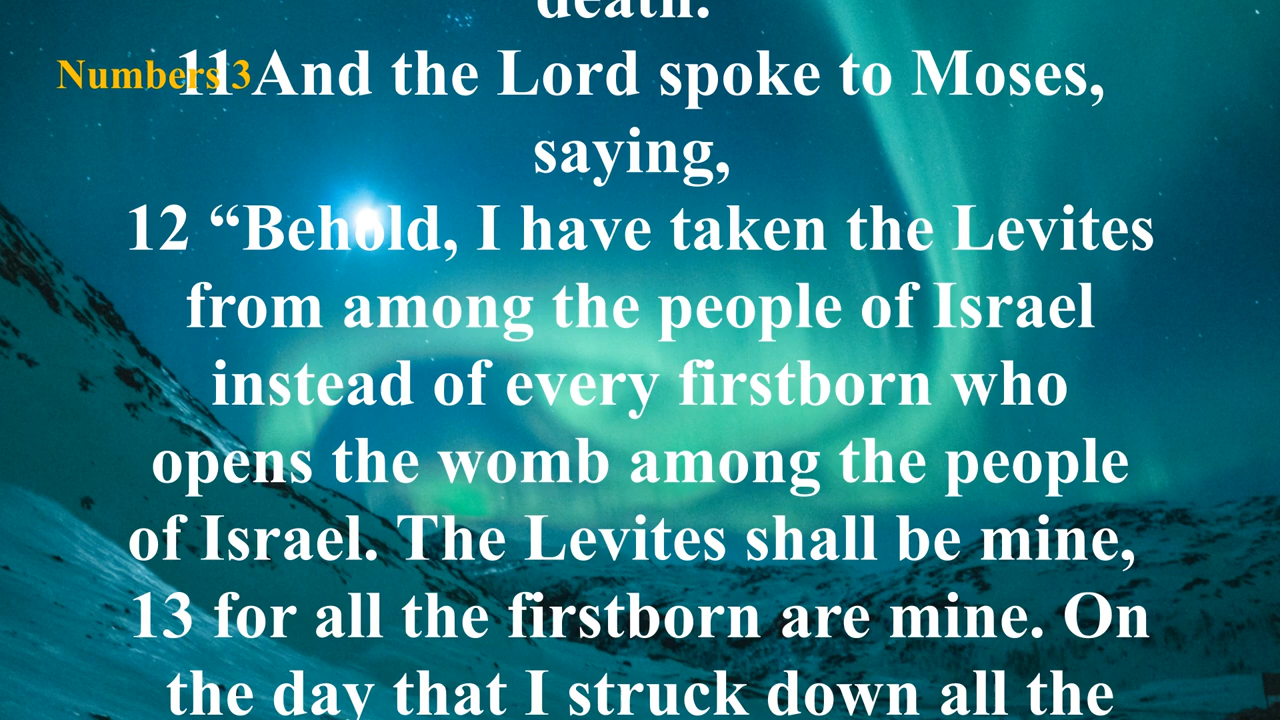 death.
Numbers 3
11 And the Lord spoke to Moses,
saying,
12 “Behold, I have taken the Levites
from among the people of Israel
instead of every firstborn who
opens the womb among the people
of Israel. The Levites shall be mine,
13 for all the firstborn are mine. On
the day that I struck down all the